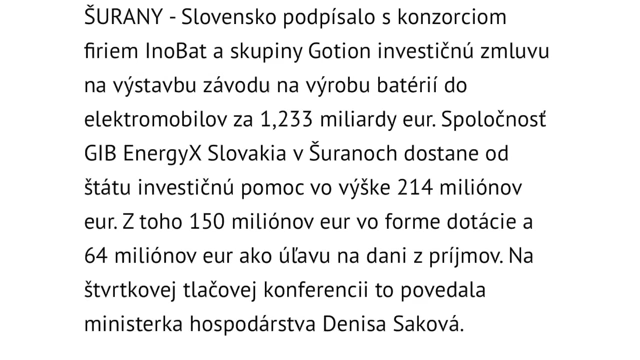 ŠURANY - Slovensko podpísalo s konzorciom
firiem InoBat a skupiny Gotion investičnú zmluvu
na výstavbu závodu na výrobu batérií do
elektromobilov za 1,233 miliardy eur. Spoločnosť
GIB EnergyX Slovakia v Šuranoch dostane od
štátu investičnú pomoc vo výške 214 miliónov
eur. Z toho 150 miliónov eur vo forme dotácie a
64 miliónov eur ako úľavu na dani z príjmov. Na
štvrtkovej tlačovej konferencii to povedala
ministerka hospodárstva Denisa Saková.